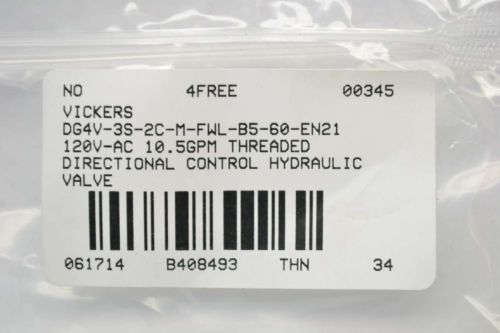 NO 4FREE 00345
VICKERS
DG4V-3S-2C-M-FWL-B5-60-EN21
120V-AC 10.5GPM THREADED
DIRECTIONAL CONTROL HYDRAULIC
VALVE
061714 B408493 THN 34